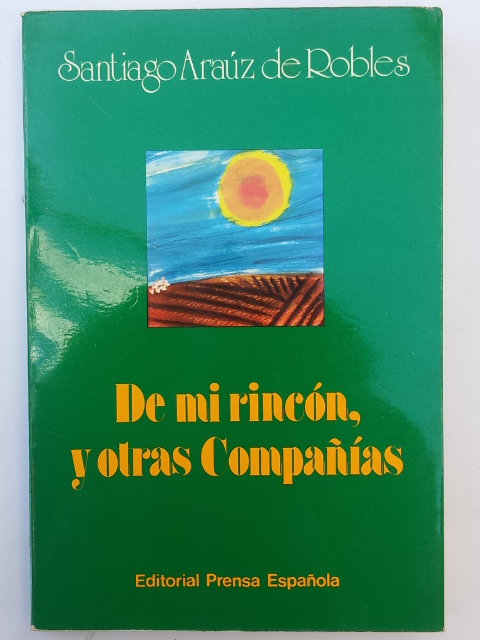 Santiago Araúz de Robles
De mi rincón,
y otras Compañías
Editorial Prensa Española